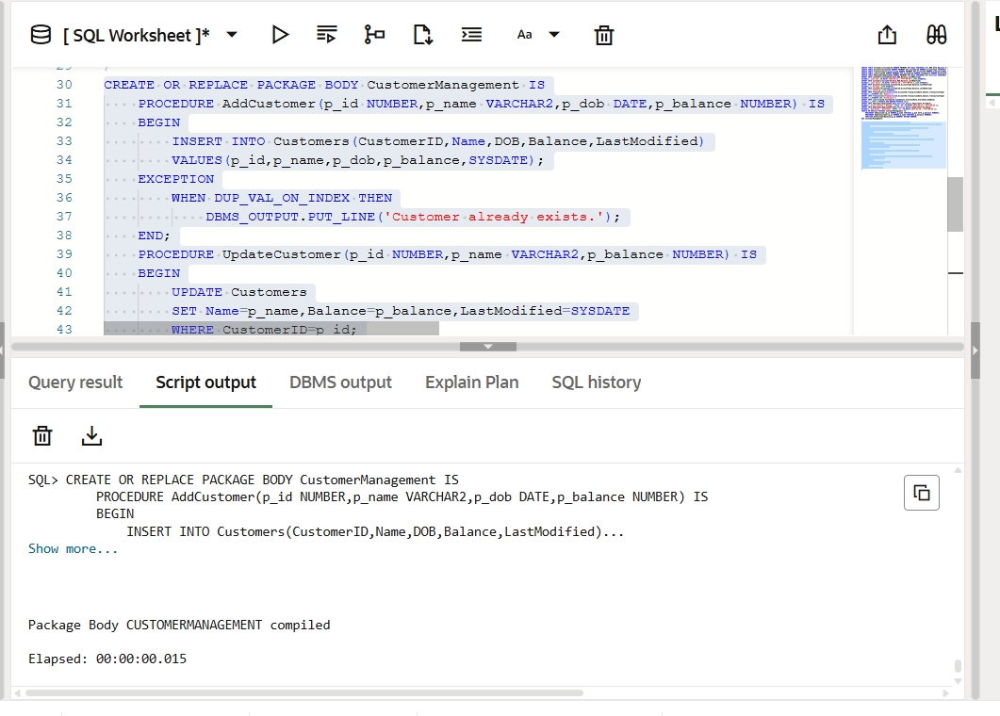 [ SQL Worksheet ]*
Aa
29 /
30 CREATE OR REPLACE PACKAGE BODY CustomerManagement IS
31 PROCEDURE AddCustomer(p_id NUMBER,p_name VARCHAR2,p_dob DATE,p_balance NUMBER) IS
32 BEGIN
33 INSERT INTO Customers(CustomerID,Name,DOB,Balance,LastModified)
34 VALUES(p_id,p_name,p_dob,p_balance,SYSDATE);
35 EXCEPTION
36 WHEN DUP_VAL_ON_INDEX THEN
37 DBMS_OUTPUT.PUT_LINE('Customer already exists.');
38 END;
39 PROCEDURE UpdateCustomer(p_id NUMBER,p_name VARCHAR2,p_balance NUMBER) IS
40 BEGIN
41 UPDATE Customers
42 SET Name=p_name,Balance=p_balance,LastModified=SYSDATE
43 WHERE CustomerID=p_id;
Query result Script output DBMS output Explain Plan SQL history
SQL> CREATE OR REPLACE PACKAGE BODY CustomerManagement IS
PROCEDURE AddCustomer(p_id NUMBER,p_name VARCHAR2,p_dob DATE,p_balance NUMBER) IS
BEGIN
INSERT INTO Customers(CustomerID,Name,DOB,Balance,LastModified)...
Show more...
Package Body CUSTOMERMANAGEMENT compiled
Elapsed: 00:00:00.015